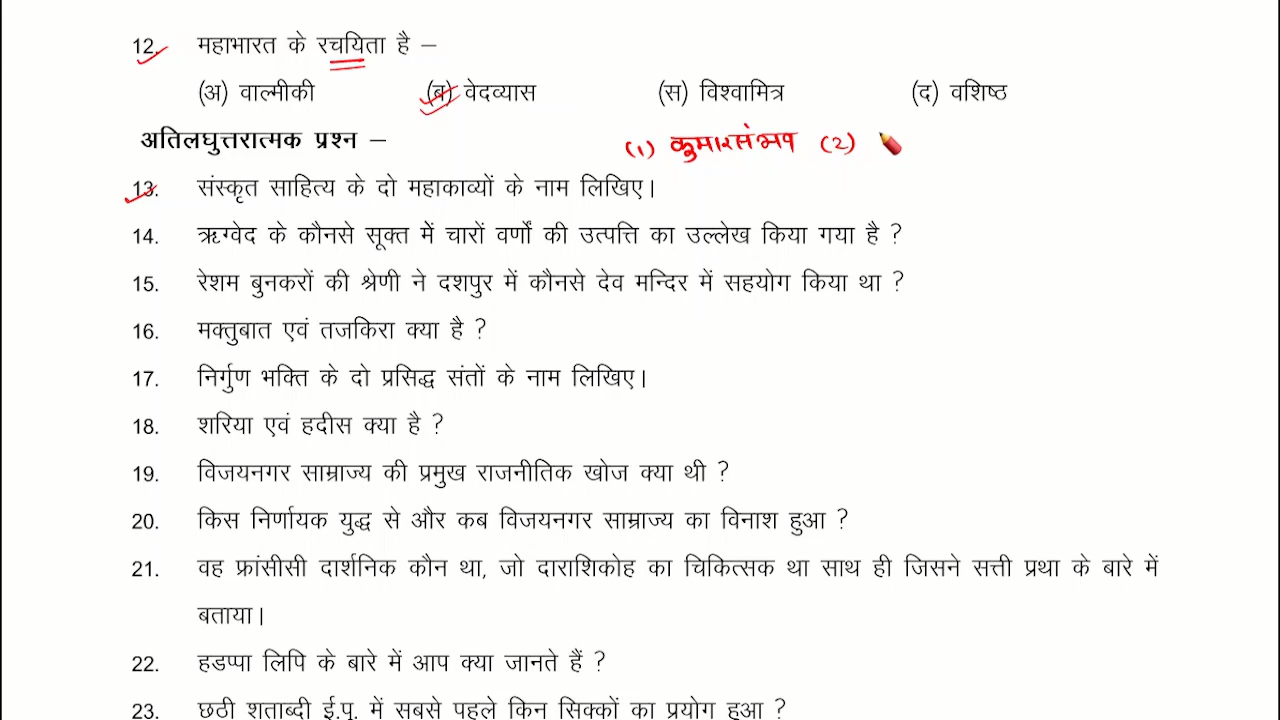 12. महाभारत के रचयिता है –
(अ) वाल्मीकी (ब) वेदव्यास (स) विश्वामित्र (द) वशिष्ठ
अतिलघुत्तरात्मक प्रश्न – (1) कुमारसंभव (2)
13. संस्कृत साहित्य के दो महाकाव्यों के नाम लिखिए।
14. ऋग्वेद के कौनसे सूक्त में चारों वर्णों की उत्पत्ति का उल्लेख किया गया है ?
15. रेशम बुनकरों की श्रेणी ने दशपुर में कौनसे देव मन्दिर में सहयोग किया था ?
16. मक्तुबात एवं तजकिरा क्या है ?
17. निर्गुण भक्ति के दो प्रसिद्ध संतों के नाम लिखिए।
18. शरिया एवं हदीस क्या है ?
19. विजयनगर साम्राज्य की प्रमुख राजनीतिक खोज क्या थी ?
20. किस निर्णायक युद्ध से और कब विजयनगर साम्राज्य का विनाश हुआ ?
21. वह फ्रांसीसी दार्शनिक कौन था, जो दाराशिकोह का चिकित्सक था साथ ही जिसने सत्ती प्रथा के बारे में
बताया।
22. हडप्पा लिपि के बारे में आप क्या जानते हैं ?
23. छठी शताब्दी ई.पू. में सबसे पहले किन सिक्कों का प्रयोग हुआ ?